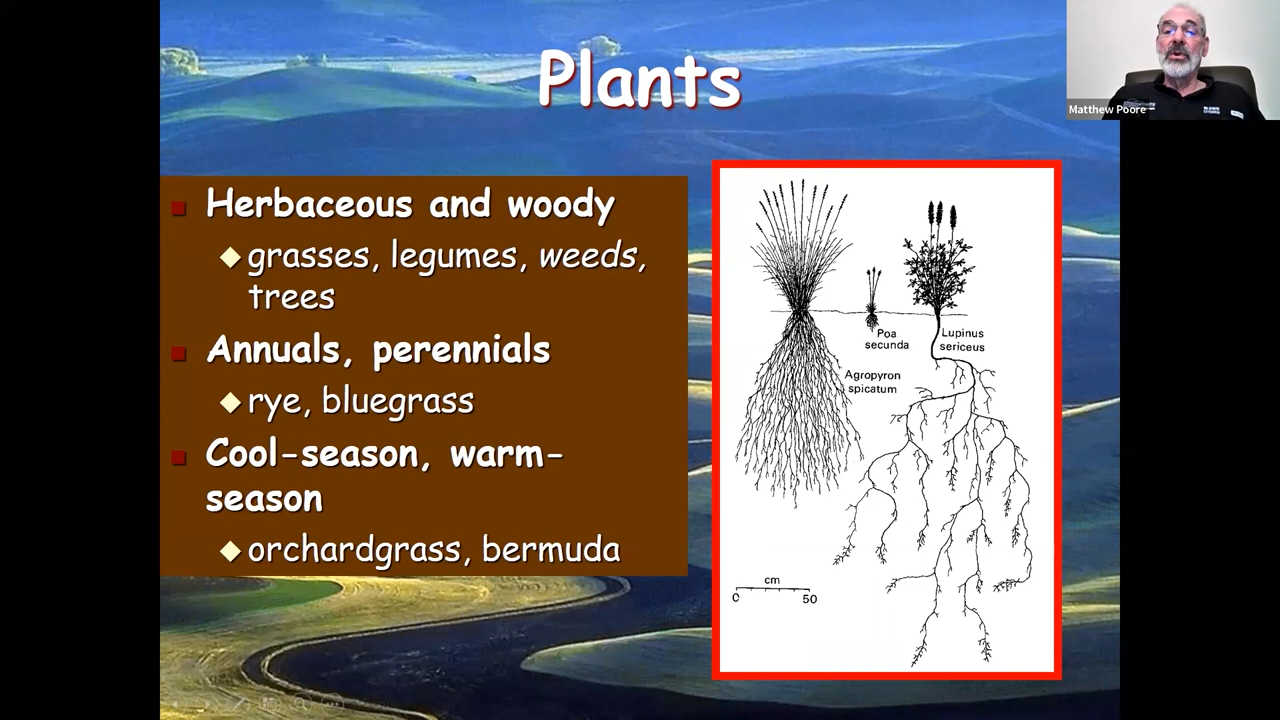 Plants
Matthew Poore
Herbaceous and woody
grasses, legumes, weeds,
trees
Annuals, perennials
rye, bluegrass
Cool-season, warm-
season
orchardgrass, bermuda
Poa
secunda
Lupinus
sericeus
Agropyron
spicatum
cm
0 50